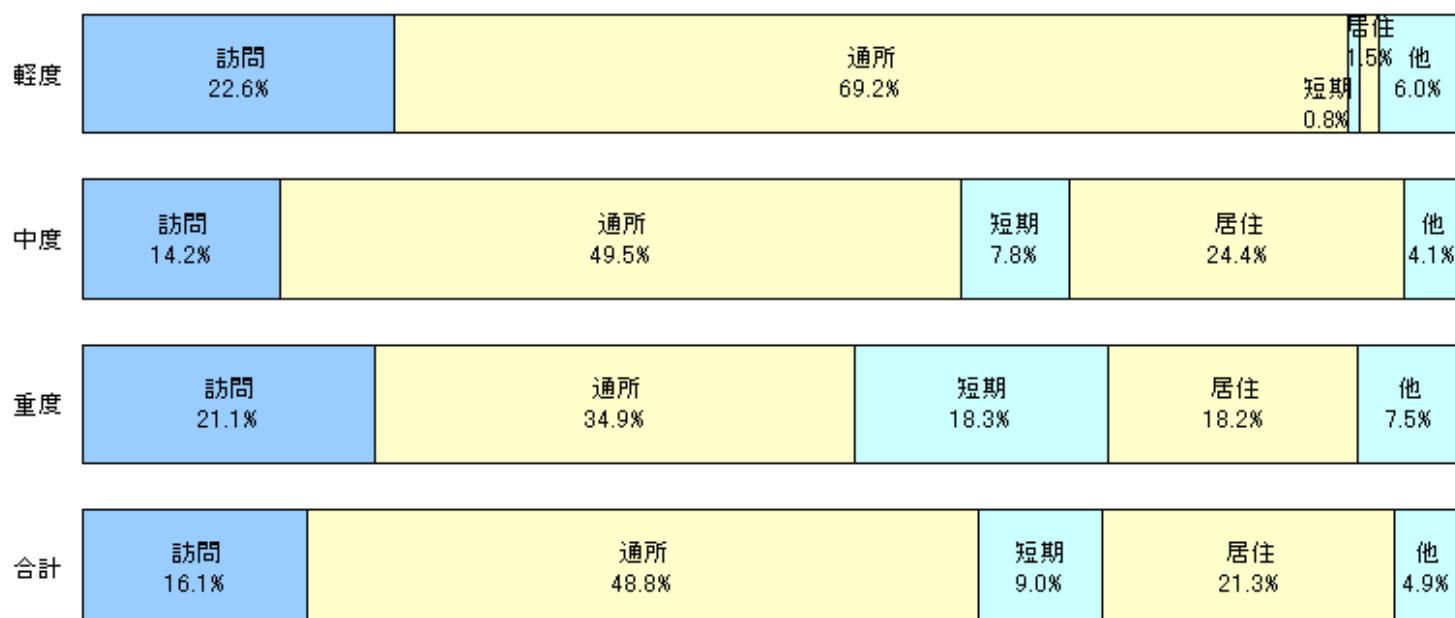 軽度
訪問
22.6%
通所
69.2%
短期
0.8%
居住
1.5%
他
6.0%
中度
訪問
14.2%
通所
49.5%
短期
7.8%
居住
24.4%
他
4.1%
重度
訪問
21.1%
通所
34.9%
短期
18.3%
居住
18.2%
他
7.5%
合計
訪問
16.1%
通所
48.8%
短期
9.0%
居住
21.3%
他
4.9%